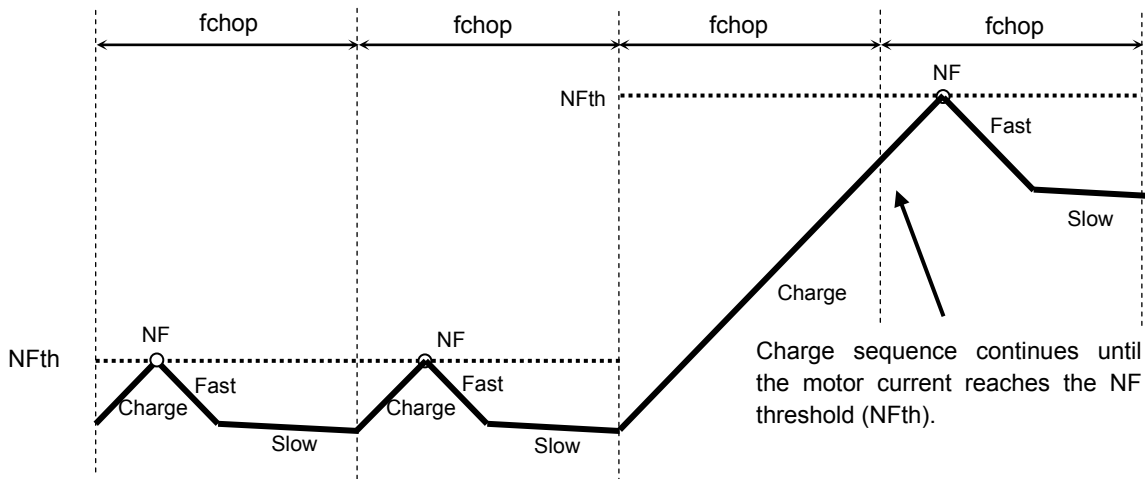 fchop fchop fchop fchop
NF
NFth
Fast
Slow
Charge
NF NF
NFth
Fast Fast
Charge Charge
Slow Slow
Charge sequence continues until
the motor current reaches the NF
threshold (NFth).